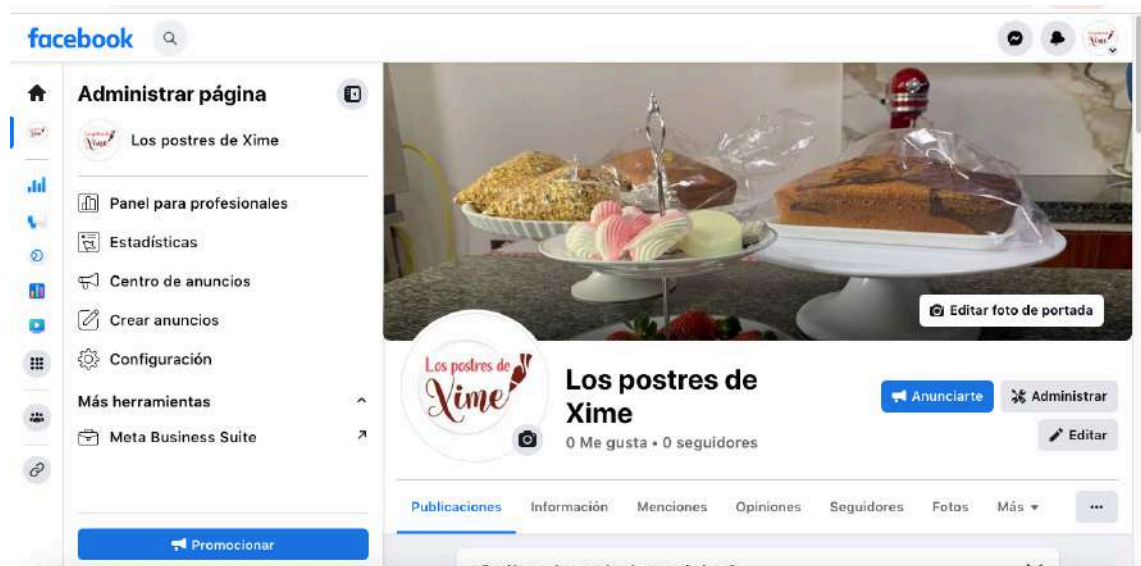 facebook
Administrar página
Los postres de Xime
Panel para profesionales
Estadísticas
Centro de anuncios
Crear anuncios
Configuración
Más herramientas
Meta Business Suite
Promocionar
Editar foto de portada
Los postres de
Xime
Los postres de
Xime
0 Me gusta • 0 seguidores
Anunciarte
Administrar
Editar
Publicaciones
Información
Menciones
Opiniones
Seguidores
Fotos
Más